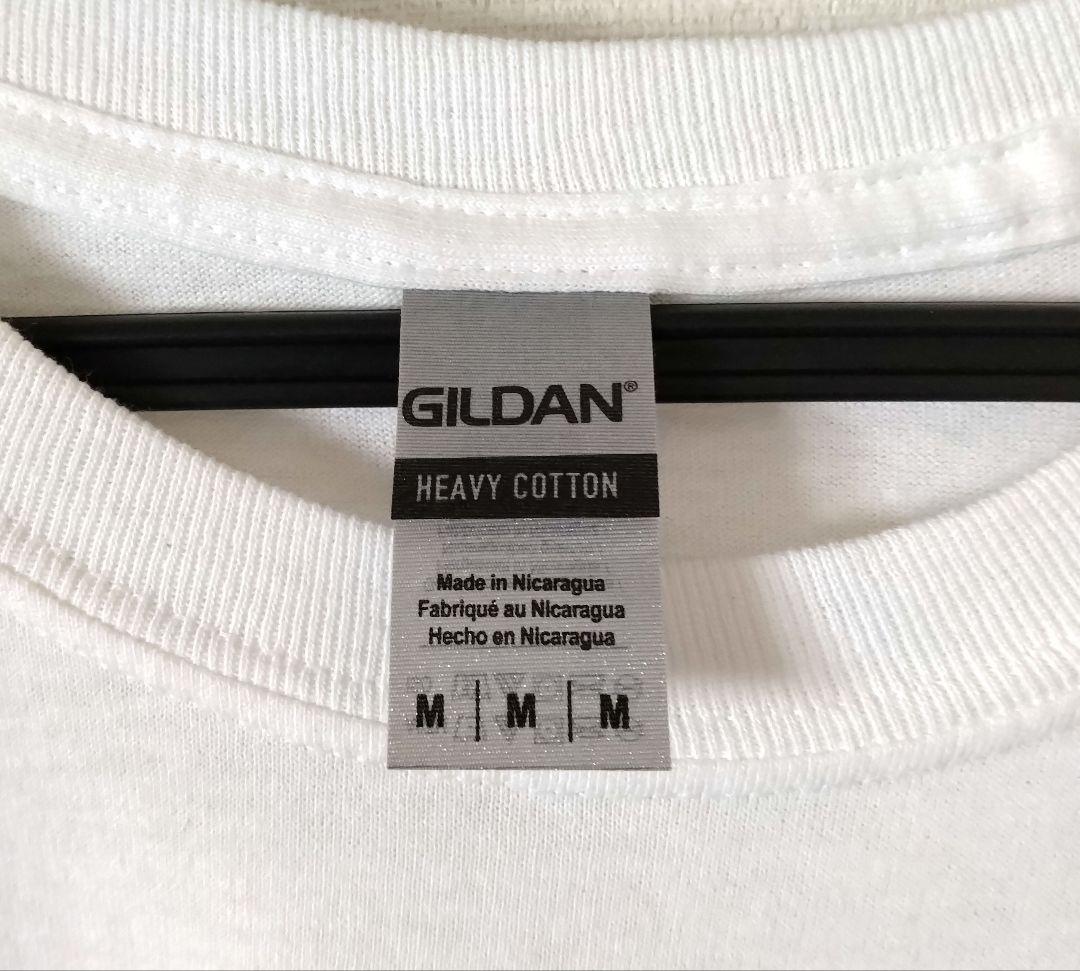 GILDAN®
HEAVY COTTON
Made in Nicaragua
Fabriqué au Nicaragua
Hecho en Nicaragua
M | M | M